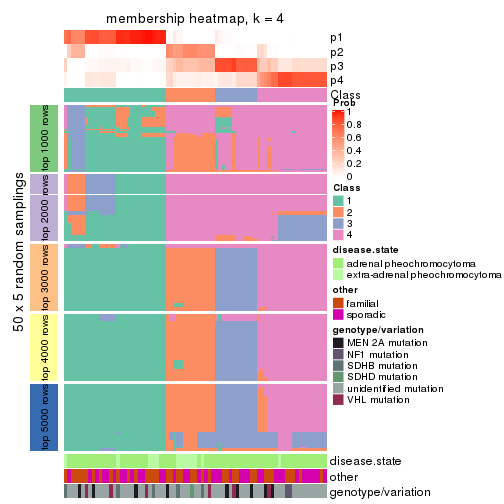 membership heatmap, k = 4
p1
p2
p3
p4
Class
50 x 5 random samplings
top 1000 rows
top 2000 rows
top 3000 rows
top 4000 rows
top 5000 rows
disease.state
other
genotype/variation
Prob
1
0.8
0.6
0.4
0.2
0
Class
1
2
3
4
disease.state
adrenal pheochromocytoma
extra-adrenal pheochromocytoma
other
familial
sporadic
genotype/variation
MEN 2A mutation
NF1 mutation
SDHB mutation
SDHD mutation
unidentified mutation
VHL mutation